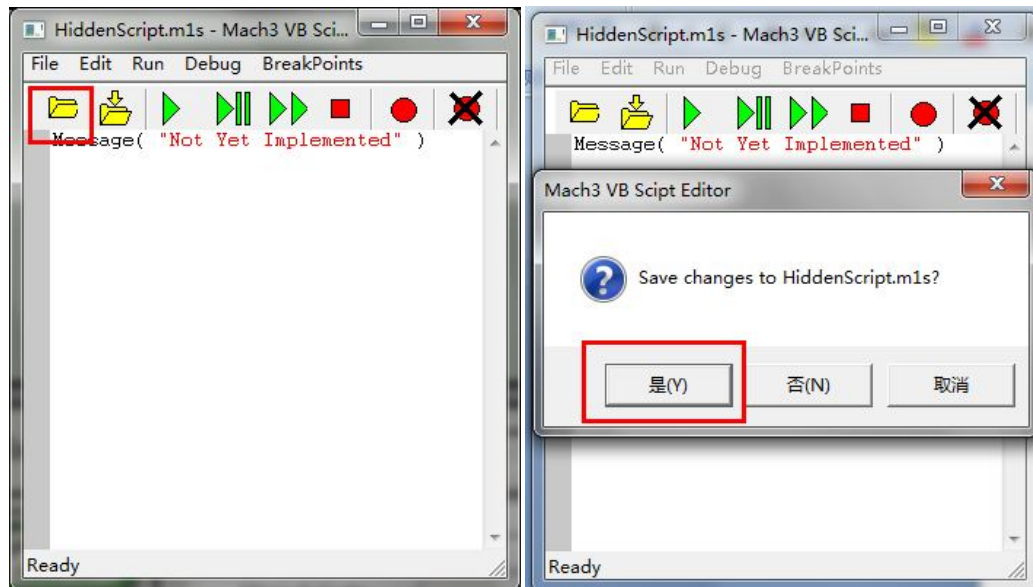 HiddenScript.m1s - Mach3 VB Sci...
File Edit Run Debug BreakPoints
Message( "Not Yet Implemented" )
Ready
HiddenScript.m1s - Mach3 VB Sci...
File Edit Run Debug BreakPoints
Message( "Not Yet Implemented" )
Mach3 VB Scipt Editor
Save changes to HiddenScript.m1s?
是(Y) 否(N) 取消
Ready